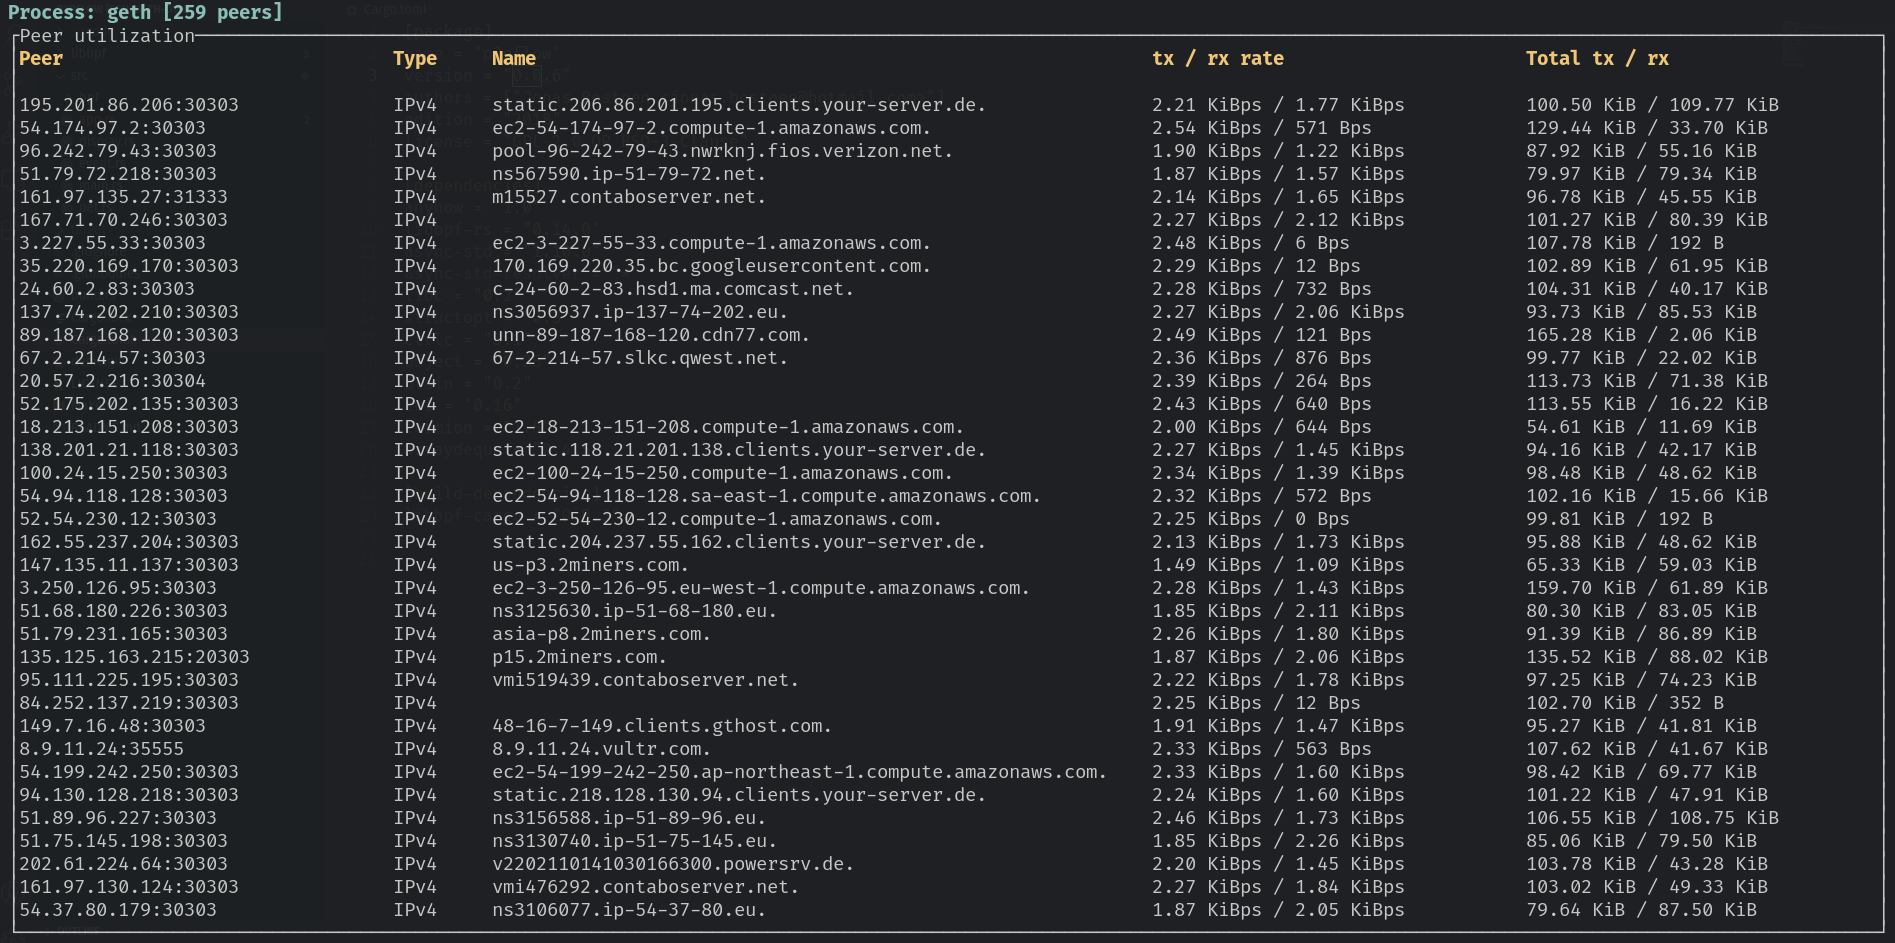 Process: geth [259 peers]
Peer utilization
Peer Type Name tx / rx rate Total tx / rx
195.201.86.206:30303 IPv4 static.206.86.201.195.clients.your-server.de. 2.21 KiBps / 1.77 KiBps 100.50 KiB / 109.77 KiB
54.174.97.2:30303 IPv4 ec2-54-174-97-2.compute-1.amazonaws.com. 2.54 KiBps / 571 Bps 129.44 KiB / 33.70 KiB
96.242.79.43:30303 IPv4 pool-96-242-79-43.nwrknj.fios.verizon.net. 1.90 KiBps / 1.22 KiBps 87.92 KiB / 55.16 KiB
51.79.72.218:30303 IPv4 ns567590.ip-51-79-72.net. 1.87 KiBps / 1.57 KiBps 79.97 KiB / 79.34 KiB
161.97.135.27:31333 IPv4 m15527.contaboserver.net. 2.14 KiBps / 1.65 KiBps 96.78 KiB / 45.55 KiB
167.71.70.246:30303 IPv4 2.27 KiBps / 2.12 KiBps 101.27 KiB / 80.39 KiB
3.227.55.33:30303 IPv4 ec2-3-227-55-33.compute-1.amazonaws.com. 2.48 KiBps / 6 Bps 107.78 KiB / 192 B
35.220.169.170:30303 IPv4 170.169.220.35.bc.googleusercontent.com. 2.29 KiBps / 12 Bps 102.89 KiB / 61.95 KiB
24.60.2.83:30303 IPv4 c-24-60-2-83.hsd1.ma.comcast.net. 2.28 KiBps / 732 Bps 104.31 KiB / 40.17 KiB
137.74.202.210:30303 IPv4 ns3056937.ip-137-74-202.eu. 2.27 KiBps / 2.06 KiBps 93.73 KiB / 85.53 KiB
89.187.168.120:30303 IPv4 unn-89-187-168-120.cdn77.com. 2.49 KiBps / 121 Bps 165.28 KiB / 2.06 KiB
67.2.214.57:30303 IPv4 67-2-214-57.slkc.qwest.net. 2.36 KiBps / 876 Bps 99.77 KiB / 22.02 KiB
20.57.2.216:30304 IPv4 2.39 KiBps / 264 Bps 113.73 KiB / 71.38 KiB
52.175.202.135:30303 IPv4 2.43 KiBps / 640 Bps 113.55 KiB / 16.22 KiB
18.213.151.208:30303 IPv4 ec2-18-213-151-208.compute-1.amazonaws.com. 2.00 KiBps / 644 Bps 54.61 KiB / 11.69 KiB
138.201.21.118:30303 IPv4 static.118.21.201.138.clients.your-server.de. 2.27 KiBps / 1.45 KiBps 94.16 KiB / 42.17 KiB
100.24.15.250:30303 IPv4 ec2-100-24-15-250.compute-1.amazonaws.com. 2.34 KiBps / 1.39 KiBps 98.48 KiB / 48.62 KiB
54.94.118.128:30303 IPv4 ec2-54-94-118-128.sa-east-1.compute.amazonaws.com. 2.32 KiBps / 572 Bps 102.16 KiB / 15.66 KiB
52.54.230.12:30303 IPv4 ec2-52-54-230-12.compute-1.amazonaws.com. 2.25 KiBps / 0 Bps 99.81 KiB / 192 B
162.55.237.204:30303 IPv4 static.204.237.55.162.clients.your-server.de. 2.13 KiBps / 1.73 KiBps 95.88 KiB / 48.62 KiB
147.135.11.137:30303 IPv4 us-p3.2miners.com. 1.49 KiBps / 1.09 KiBps 65.33 KiB / 59.03 KiB
3.250.126.95:30303 IPv4 ec2-3-250-126-95.eu-west-1.compute.amazonaws.com. 2.28 KiBps / 1.43 KiBps 159.70 KiB / 61.89 KiB
51.68.180.226:30303 IPv4 ns3125630.ip-51-68-180.eu. 1.85 KiBps / 2.11 KiBps 80.30 KiB / 83.05 KiB
51.79.231.165:30303 IPv4 asia-p8.2miners.com. 2.26 KiBps / 1.80 KiBps 91.39 KiB / 86.89 KiB
135.125.163.215:20303 IPv4 p15.2miners.com. 1.87 KiBps / 2.06 KiBps 135.52 KiB / 88.02 KiB
95.111.225.195:30303 IPv4 vmi519439.contaboserver.net. 2.22 KiBps / 1.78 KiBps 97.25 KiB / 74.23 KiB
84.252.137.219:30303 IPv4 2.25 KiBps / 12 Bps 102.70 KiB / 352 B
149.7.16.48:30303 IPv4 48-16-7-149.clients.gthost.com. 1.91 KiBps / 1.47 KiBps 95.27 KiB / 41.81 KiB
8.9.11.24:35555 IPv4 8.9.11.24.vultr.com. 2.33 KiBps / 563 Bps 107.62 KiB / 41.67 KiB
54.199.242.250:30303 IPv4 ec2-54-199-242-250.ap-northeast-1.compute.amazonaws.com. 2.33 KiBps / 1.60 KiBps 98.42 KiB / 69.77 KiB
94.130.128.218:30303 IPv4 static.218.128.130.94.clients.your-server.de. 2.24 KiBps / 1.60 KiBps 101.22 KiB / 47.91 KiB
51.89.96.227:30303 IPv4 ns3156588.ip-51-89-96.eu. 2.46 KiBps / 1.73 KiBps 106.55 KiB / 108.75 KiB
51.75.145.198:30303 IPv4 ns3130740.ip-51-75-145.eu. 1.85 KiBps / 2.26 KiBps 85.06 KiB / 79.50 KiB
202.61.224.64:30303 IPv4 v2202110141030166300.powersrv.de. 2.20 KiBps / 1.45 KiBps 103.78 KiB / 43.28 KiB
161.97.130.124:30303 IPv4 vmi476292.contaboserver.net. 2.27 KiBps / 1.84 KiBps 103.02 KiB / 49.33 KiB
54.37.80.179:30303 IPv4 ns3106077.ip-54-37-80.eu. 1.87 KiBps / 2.05 KiBps 79.64 KiB / 87.50 KiB